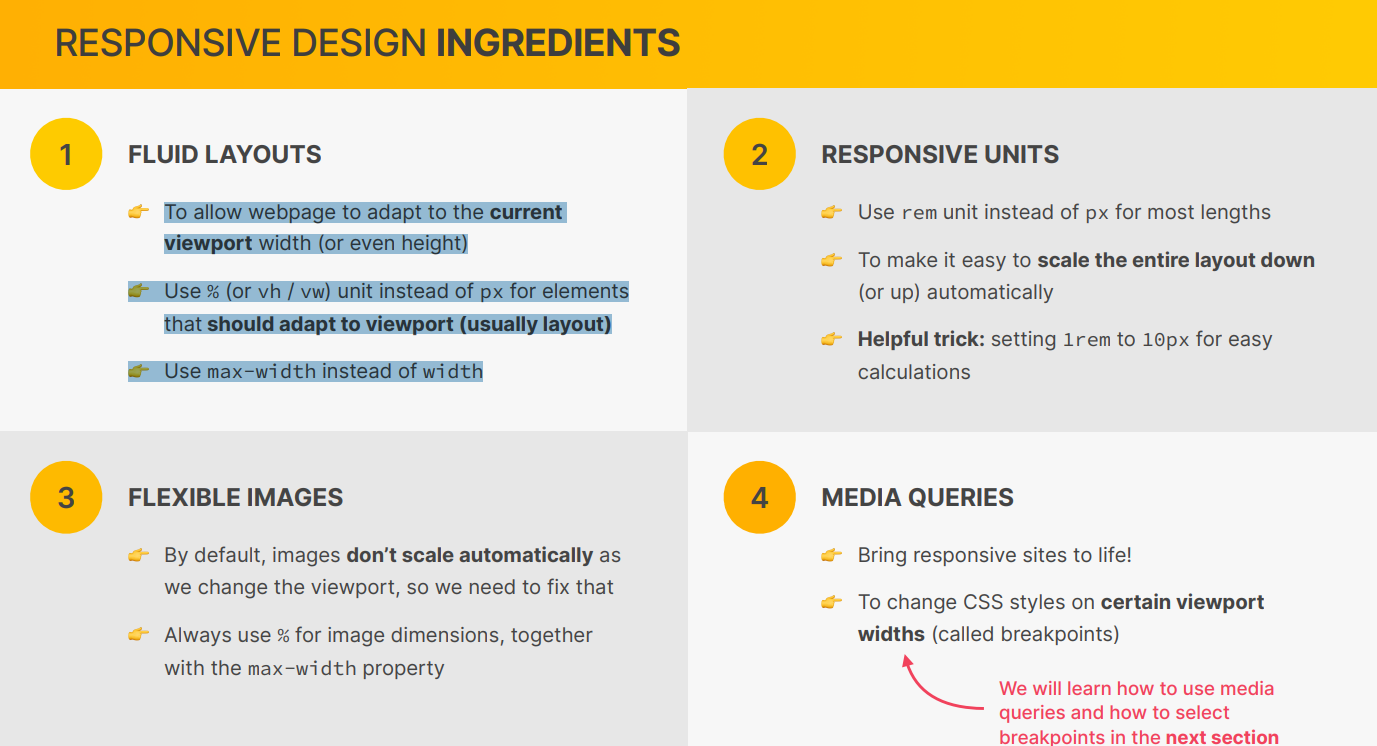 RESPONSIVE DESIGN INGREDIENTS
1
FLUID LAYOUTS
👉 To allow webpage to adapt to the current
viewport width (or even height)
👉 Use % (or vh / vw) unit instead of px for elements
that should adapt to viewport (usually layout)
👉 Use max-width instead of width
2
RESPONSIVE UNITS
👉 Use rem unit instead of px for most lengths
👉 To make it easy to scale the entire layout down
(or up) automatically
👉 Helpful trick: setting 1rem to 10px for easy
calculations
3
FLEXIBLE IMAGES
👉 By default, images don’t scale automatically as
we change the viewport, so we need to fix that
👉 Always use % for image dimensions, together
with the max-width property
4
MEDIA QUERIES
👉 Bring responsive sites to life!
👉 To change CSS styles on certain viewport
widths (called breakpoints)
We will learn how to use media
queries and how to select
breakpoints in the next section